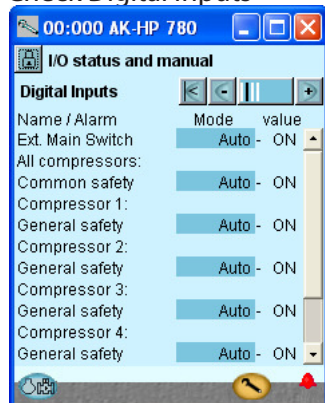 Check Digital Inputs
00:000 AK-HP 780
I/O status and manual
Digital Inputs
Name / Alarm Mode value
Ext. Main Switch Auto - ON
All compressors:
Common safety Auto - ON
Compressor 1:
General safety Auto - ON
Compressor 2:
General safety Auto - ON
Compressor 3:
General safety Auto - ON
Compressor 4:
General safety Auto - ON